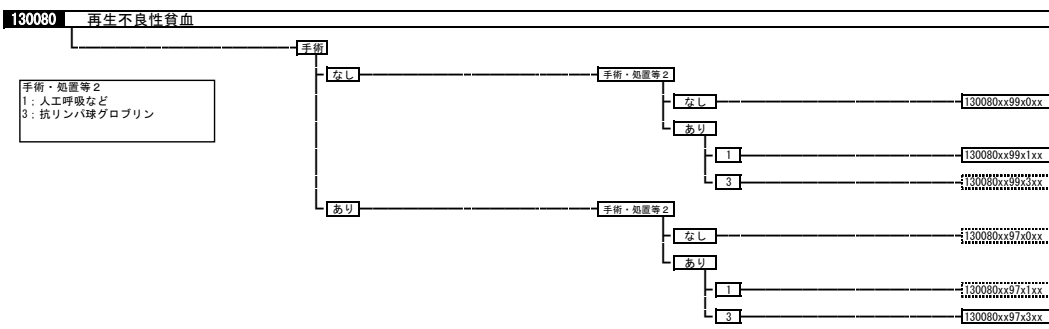 130080 再生不良性貧血
手術
なし 手術・処置等2
手術・処置等2
1：人工呼吸など
3：抗リンパ球グロブリン
なし 130080xx99x0xx
あり
1 130080xx99x1xx
3 130080xx99x3xx
あり 手術・処置等2
なし 130080xx97x0xx
あり
1 130080xx97x1xx
3 130080xx97x3xx